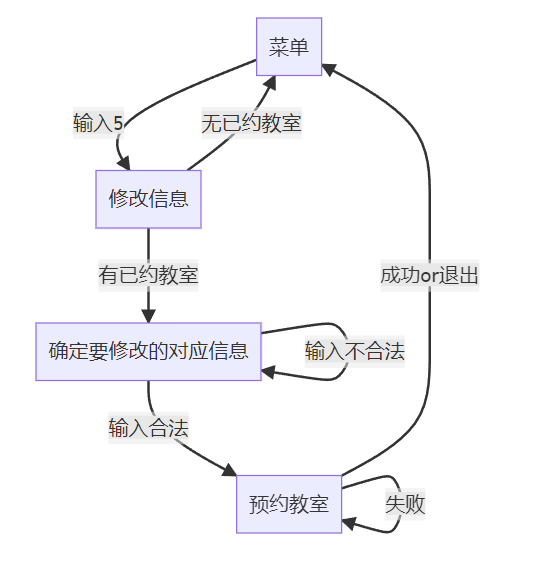 菜单
输入5
无已约教室
修改信息
有已约教室
成功or退出
确定要修改的对应信息
输入不合法
输入合法
预约教室
失败